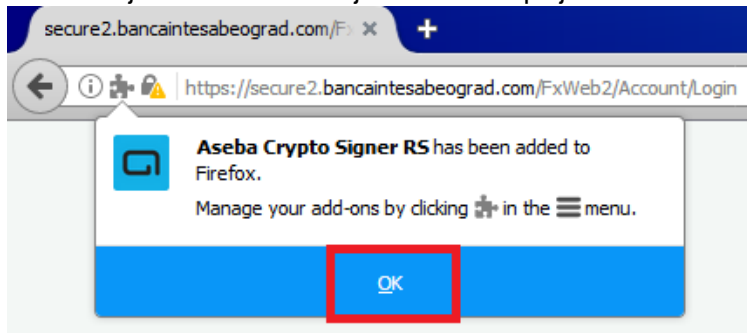 secure2.bancaintesabeograd.com/F
https://secure2.bancaintesabeograd.com/FxWeb2/Account/Login
Aseba Crypto Signer RS has been added to
Firefox.
Manage your add-ons by clicking in the menu.
OK